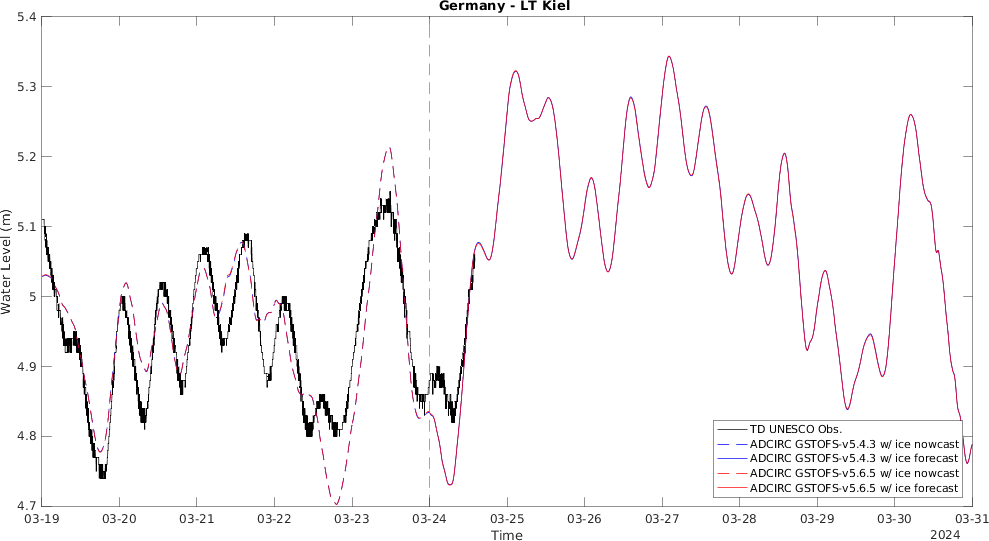 Germany - LT Kiel
5.4
5.3
5.2
5.1
5
4.9
4.8
4.7
Water Level (m)
TD UNESCO Obs.
ADCIRC GSTOFS-v5.4.3 w/ ice nowcast
ADCIRC GSTOFS-v5.4.3 w/ ice forecast
ADCIRC GSTOFS-v5.6.5 w/ ice nowcast
ADCIRC GSTOFS-v5.6.5 w/ ice forecast
03-19 03-20 03-21 03-22 03-23 03-24 03-25 03-26 03-27 03-28 03-29 03-30 03-31
Time
2024